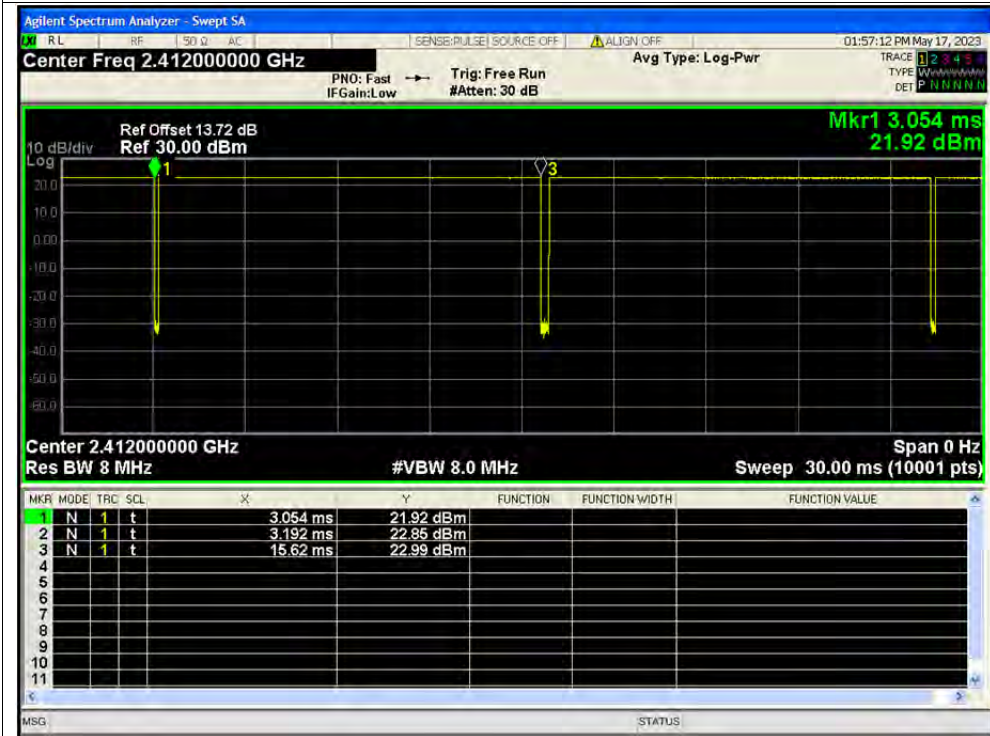 Agilent Spectrum Analyzer - Swept SA
LXI RL RF 50 Ω AC SENSE:PULSE SOURCE OFF ALIGN OFF 01:57:12 PM May 17, 2023
Center Freq 2.412000000 GHz
PNO: Fast
IFGain:Low
Trig: Free Run
#Atten: 30 dB
Avg Type: Log-Pwr
TRACE 1 2 3 4 5 6
TYPE
DET P N N N N N
Mkr1 3.054 ms
21.92 dBm
Ref Offset 13.72 dB
10 dB/div Ref 30.00 dBm
Log
1
3
20.0
10.0
0.00
-10.0
-20.0
-30.0
-40.0
-50.0
-60.0
Center 2.412000000 GHz Span 0 Hz
Res BW 8 MHz #VBW 8.0 MHz Sweep 30.00 ms (10001 pts)
MKR MODE TRC SCL X Y FUNCTION FUNCTION WIDTH FUNCTION VALUE
1 N 1 t 3.054 ms 21.92 dBm
2 N 1 t 3.192 ms 22.85 dBm
3 N 1 t 15.62 ms 22.99 dBm
4
5
6
7
8
9
10
11
MSG STATUS